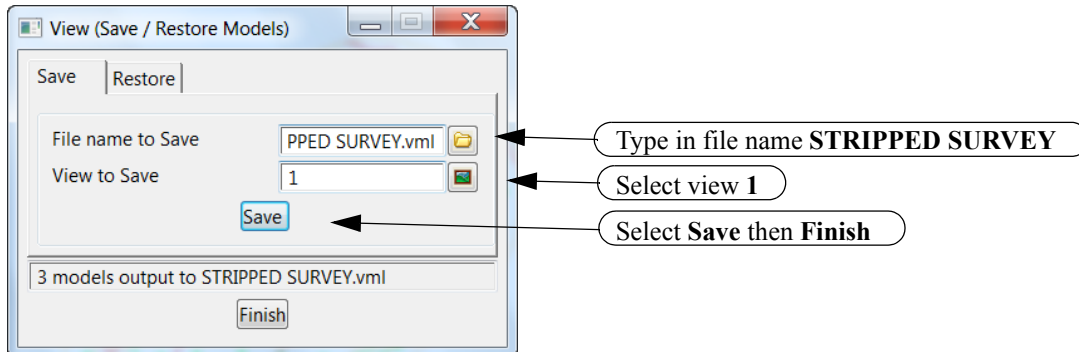 View (Save / Restore Models)
Save Restore
File name to Save PPED SURVEY.vml
Type in file name STRIPPED SURVEY
View to Save 1
Select view 1
Save
Select Save then Finish
3 models output to STRIPPED SURVEY.vml
Finish